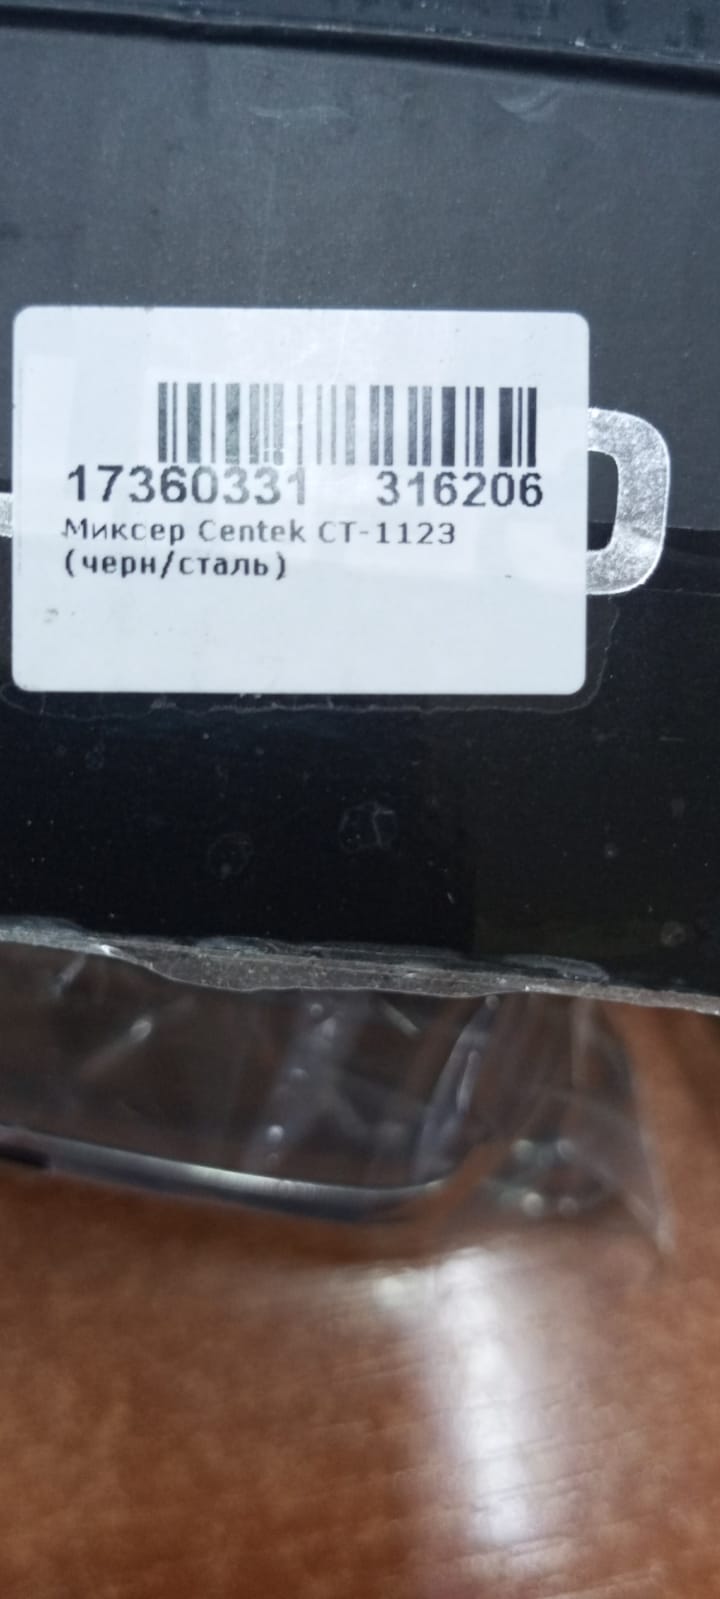 17360331 316206
Миксер Centek CT-1123
(черн/сталь)